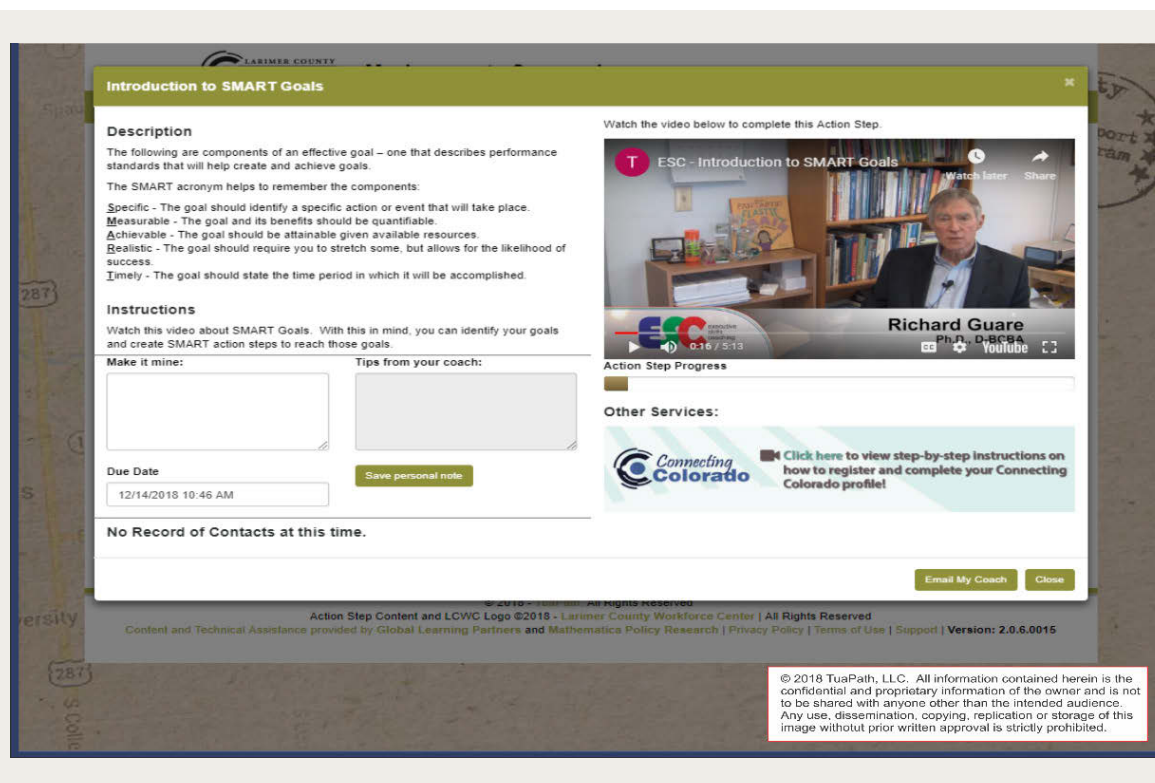 LARIMER COUNTY
Introduction to SMART Goals
×
Description
The following are components of an effective goal – one that describes performance
standards that will help create and achieve goals.
The SMART acronym helps to remember the components:
Specific - The goal should identify a specific action or event that will take place.
Measurable - The goal and its benefits should be quantifiable.
Achievable - The goal should be attainable given available resources.
Realistic - The goal should require you to stretch some, but allows for the likelihood of
success.
Timely - The goal should state the time period in which it will be accomplished.
Instructions
Watch this video about SMART Goals. With this in mind, you can identify your goals
and create SMART action steps to reach those goals.
Make it mine:
Tips from your coach:
Due Date
Save personal note
12/14/2018 10:46 AM
No Record of Contacts at this time.
Watch the video below to complete this Action Step.
T ESC - Introduction to SMART Goals
Watch later Share
ESC
Richard Guare
Ph.D., D-BCBA
0:16 / 5:13
CC YouTube
Action Step Progress
Other Services:
Connecting
Colorado
Click here to view step-by-step instructions on
how to register and complete your Connecting
Colorado profile!
Email My Coach Close
© 2018 - TuaPath. All Rights Reserved
Action Step Content and LCWC Logo ©2018 - Larimer County Workforce Center | All Rights Reserved
Content and Technical Assistance provided by Global Learning Partners and Mathematica Policy Research | Privacy Policy | Terms of Use | Support | Version: 2.0.6.0015
287
ersity
287
S Colle
© 2018 TuaPath, LLC. All information contained herein is the
confidential and proprietary information of the owner and is not
to be shared with anyone other than the intended audience.
Any use, dissemination, copying, replication or storage of this
image withotut prior written approval is strictly prohibited.